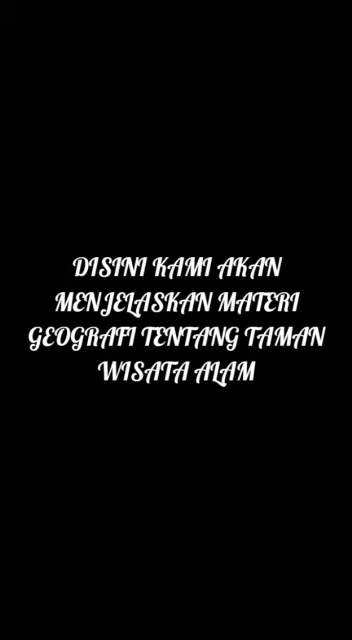 DISINI KAMI AKAN
MENJELASKAN MATERI
GEOGRAFI TENTANG TAMAN
WISATA ALAM